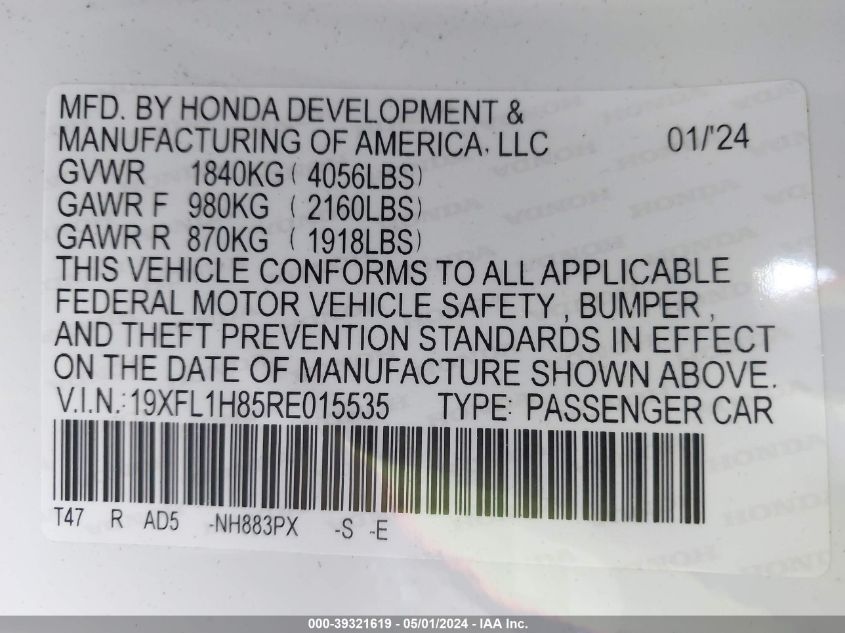 MFD. BY HONDA DEVELOPMENT &
MANUFACTURING OF AMERICA, LLC 01/'24
GVWR 1840KG ( 4056LBS)
GAWR F 980KG ( 2160LBS)
GAWR R 870KG ( 1918LBS)
THIS VEHICLE CONFORMS TO ALL APPLICABLE
FEDERAL MOTOR VEHICLE SAFETY , BUMPER ,
AND THEFT PREVENTION STANDARDS IN EFFECT
ON THE DATE OF MANUFACTURE SHOWN ABOVE.
V.I.N.:19XFL1H85RE015535 TYPE: PASSENGER CAR
T47 R AD5 -NH883PX -S -E
000-39321619 - 05/01/2024 - IAA Inc.